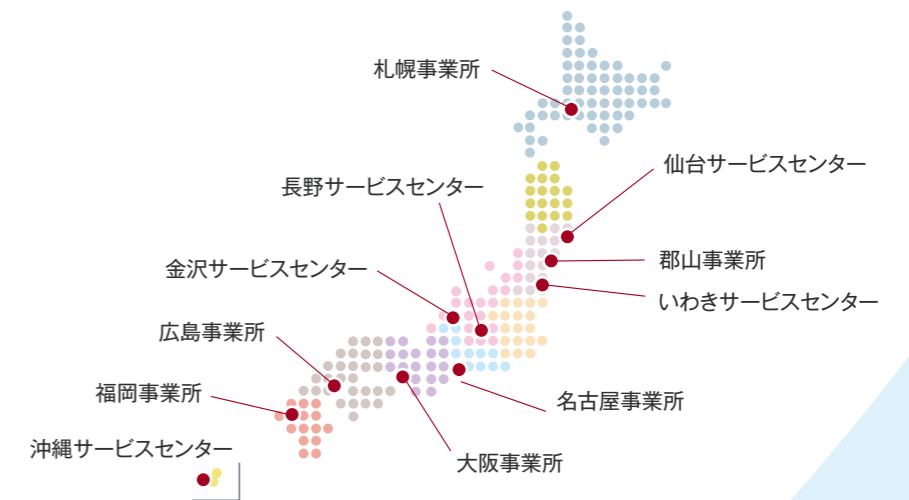 札幌事業所
仙台サービスセンター
長野サービスセンター
郡山事業所
金沢サービスセンター
いわきサービスセンター
広島事業所
福岡事業所
名古屋事業所
沖縄サービスセンター
大阪事業所